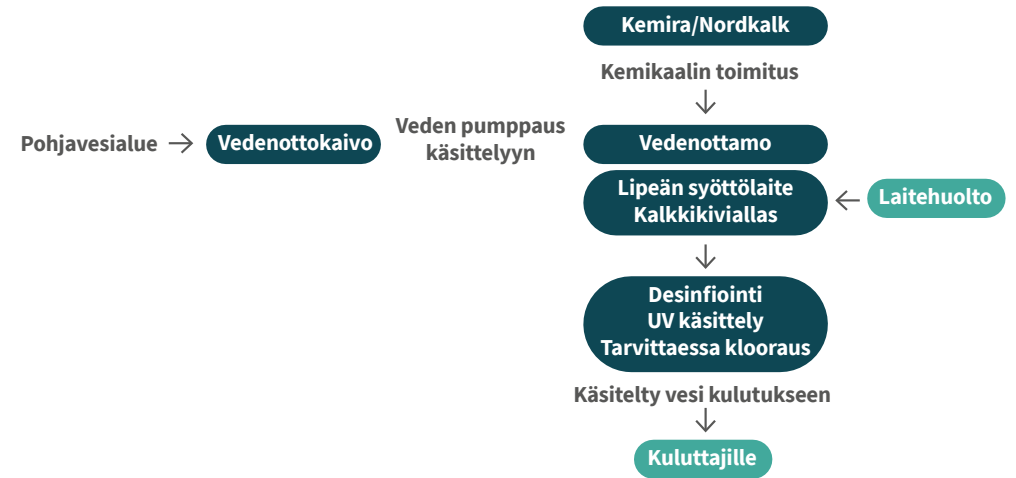 Kemira/Nordkalk
Kemikaalin toimitus
Pohjavesialue
Vedenottokaivo
Veden pumppaus
käsittelyyn
Vedenottamo
Lipeän syöttölaite
Kalkkikiviallas
Laitehuolto
Desinfiointi
UV käsittely
Tarvittaessa klooraus
Käsitelty vesi kulutukseen
Kuluttajille